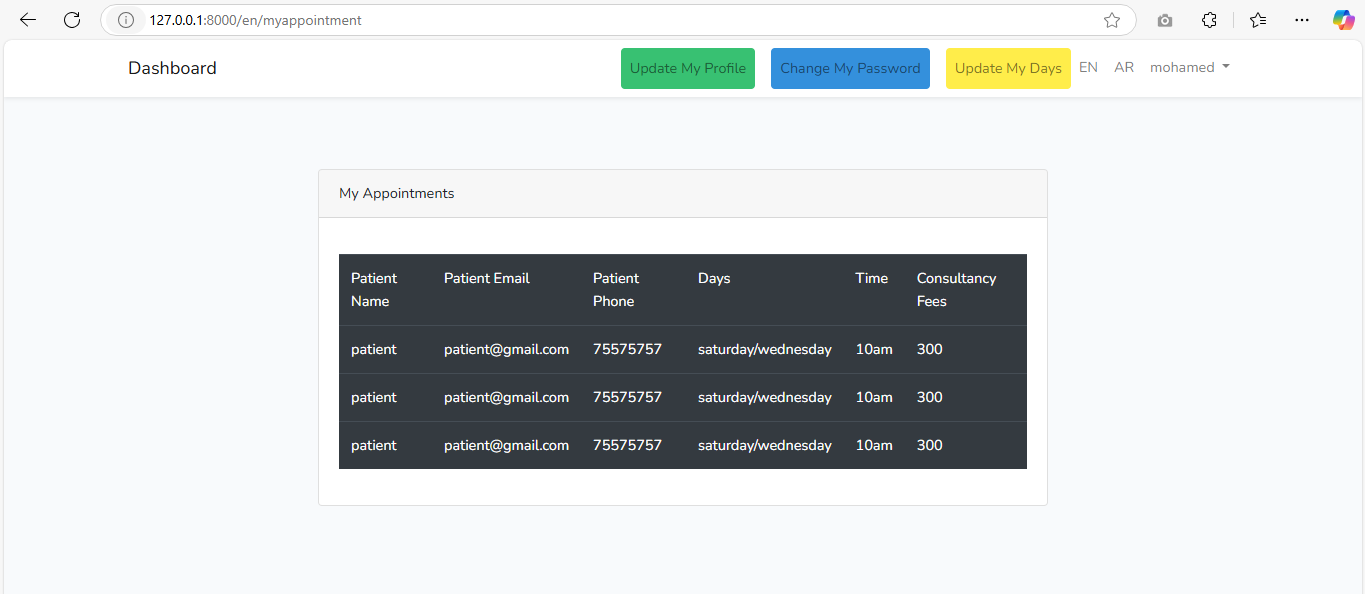 127.0.0.1:8000/en/myappointment
Dashboard Update My Profile Change My Password Update My Days EN AR mohamed
My Appointments
Patient Name Patient Email Patient Phone Days Time Consultancy Fees
patient patient@gmail.com 75575757 saturday/wednesday 10am 300
patient patient@gmail.com 75575757 saturday/wednesday 10am 300
patient patient@gmail.com 75575757 saturday/wednesday 10am 300